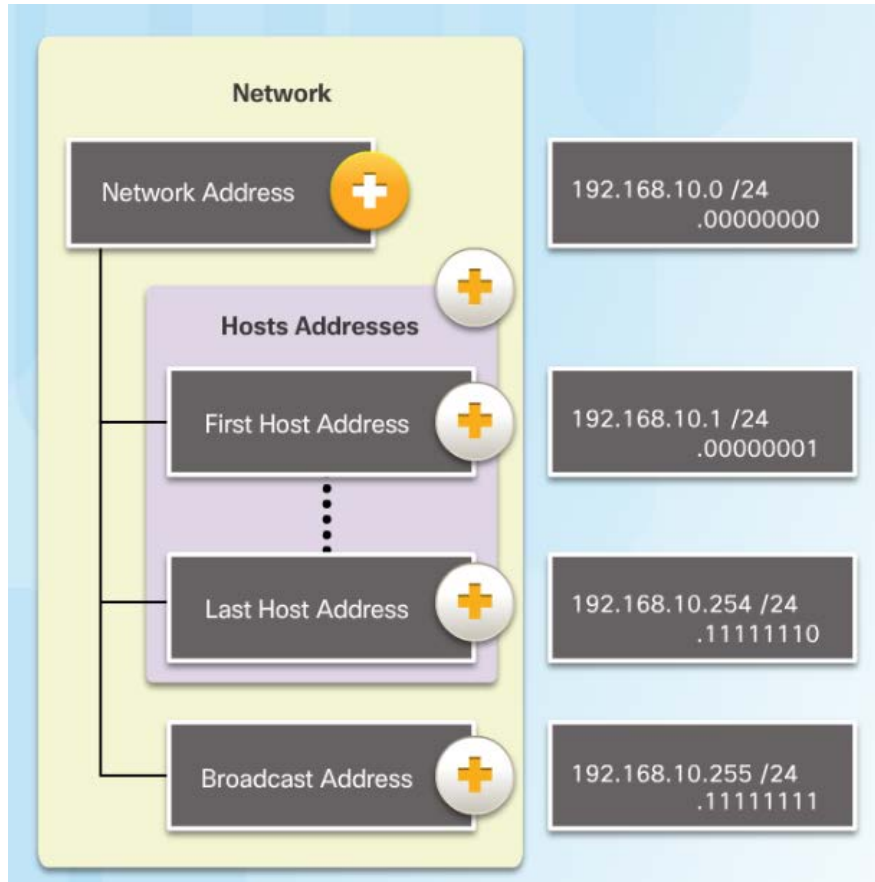 Network
Network Address
192.168.10.0 /24
.00000000
Hosts Addresses
First Host Address
192.168.10.1 /24
.00000001
Last Host Address
192.168.10.254 /24
.11111110
Broadcast Address
192.168.10.255 /24
.11111111